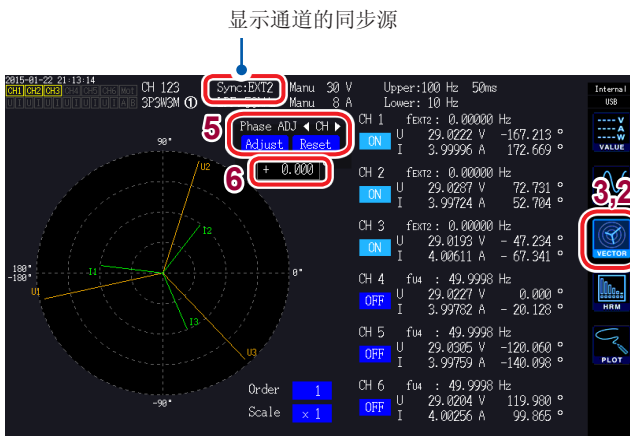 显示通道的同步源
2015-01-22 21:13:14
CH1 CH2 CH3 CH4 CH5 CH6 Mot
U I U I U I U I U I U I A B
CH 123
3P3W3M ①
Sync:EXT2
Manu 30 V
Manu 8 A
Upper:100 Hz 50ms
Lower: 10 Hz
Internal
USB
5
Phase ADJ ◀ CH ▶
Adjust Reset
6
+ 0.000
90°
U2
I2
-180°
-180°
I1
U1
0°
I3
U3
-90°
Order 1
Scale x 1
CH 1 fEXT2 : 0.00000 Hz
ON U 29.0222 V -167.213 °
I 3.99996 A 172.669 °
CH 2 fEXT2 : 0.00000 Hz
ON U 29.0287 V 72.731 °
I 3.99724 A 52.704 °
CH 3 fEXT2 : 0.00000 Hz
ON U 29.0193 V - 47.234 °
I 4.00611 A - 67.341 °
CH 4 fU4 : 49.9998 Hz
OFF U 29.0227 V 0.000 °
I 3.99782 A - 20.128 °
CH 5 fU4 : 49.9998 Hz
OFF U 29.0305 V -120.060 °
I 3.99759 A -140.098 °
CH 6 fU4 : 49.9998 Hz
OFF U 29.0204 V 119.980 °
I 4.00256 A 99.865 °
V
A
W
VALUE
3,2
VECTOR
HRM
PLOT